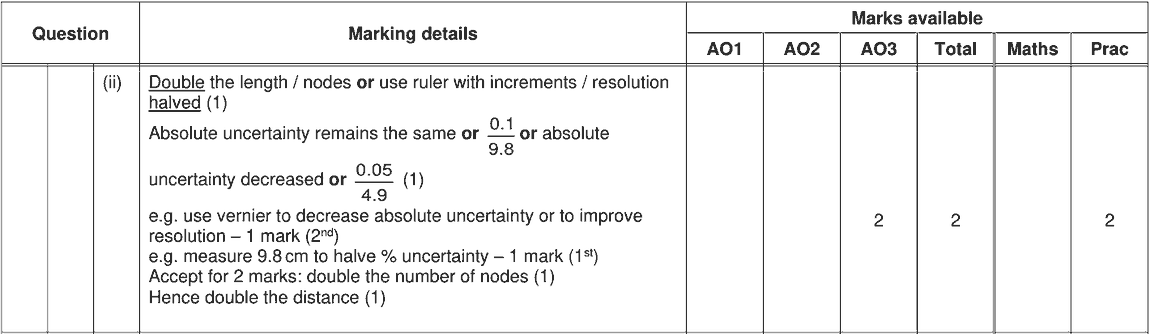 Question
Marking details
Marks available
AO1 AO2 AO3 Total Maths Prac
(ii)
Double the length / nodes or use ruler with increments / resolution
halved (1)
Absolute uncertainty remains the same or 0.1/9.8 or absolute
uncertainty decreased or 0.05/4.9 (1)
e.g. use vernier to decrease absolute uncertainty or to improve
resolution – 1 mark (2nd)
e.g. measure 9.8 cm to halve % uncertainty – 1 mark (1st)
Accept for 2 marks: double the number of nodes (1)
Hence double the distance (1)
2 2 2